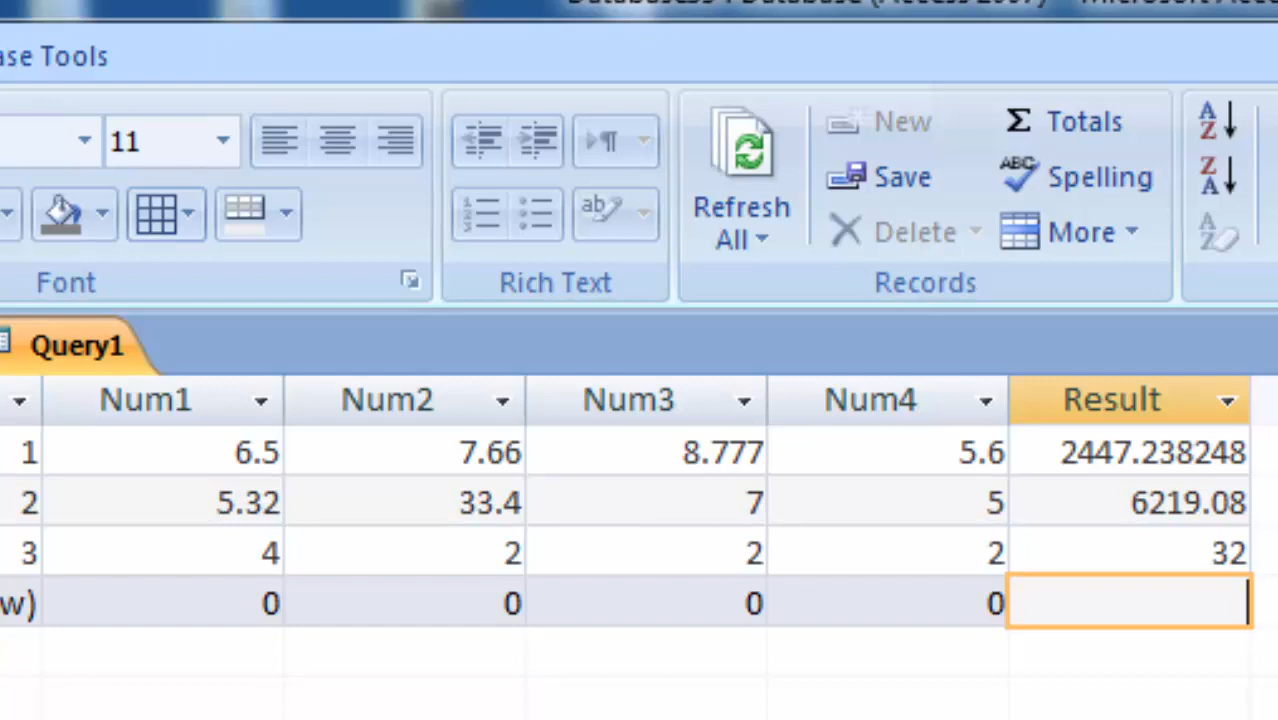 ase Tools
11
New
Totals
Save
Spelling
Refresh All
Delete
More
Font
Rich Text
Records
Query1
Num1 Num2 Num3 Num4 Result
1 6.5 7.66 8.777 5.6 2447.238248
2 5.32 33.4 7 5 6219.08
3 4 2 2 2 32
w) 0 0 0 0